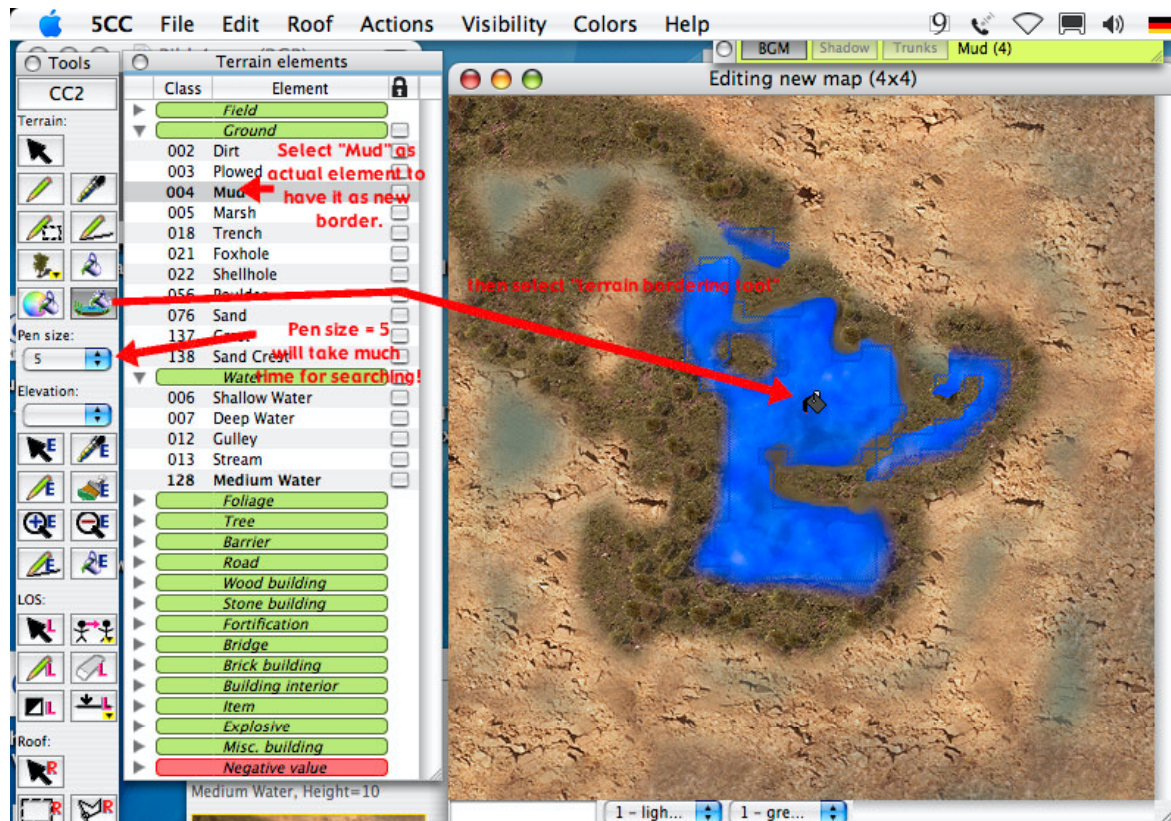 5CC File Edit Roof Actions Visibility Colors Help
BGM Shadow Trunks Mud (4)
Tools
CC2
Terrain:
Pen size:
5
Elevation:
E E
E E
E E
E E
LOS:
L
L L
L L
Roof:
R
R R
Terrain elements
Class Element
Field
Ground
002 Dirt
003 Plowed
004 Mud
005 Marsh
018 Trench
021 Foxhole
022 Shellhole
056 Boulder
076 Sand
137
138 Sand Crest
Water
006 Shallow Water
007 Deep Water
012 Gulley
013 Stream
128 Medium Water
Foliage
Tree
Barrier
Road
Wood building
Stone building
Fortification
Bridge
Brick building
Building interior
Item
Explosive
Misc. building
Negative value
Select "Mud" as
actual element to
have it as new
border.
Pen size = 5
will take much
time for searching!
Medium Water, Height=10
Editing new map (4x4)
then select "terrain bordering tool"
1 - ligh... 1 - gre...